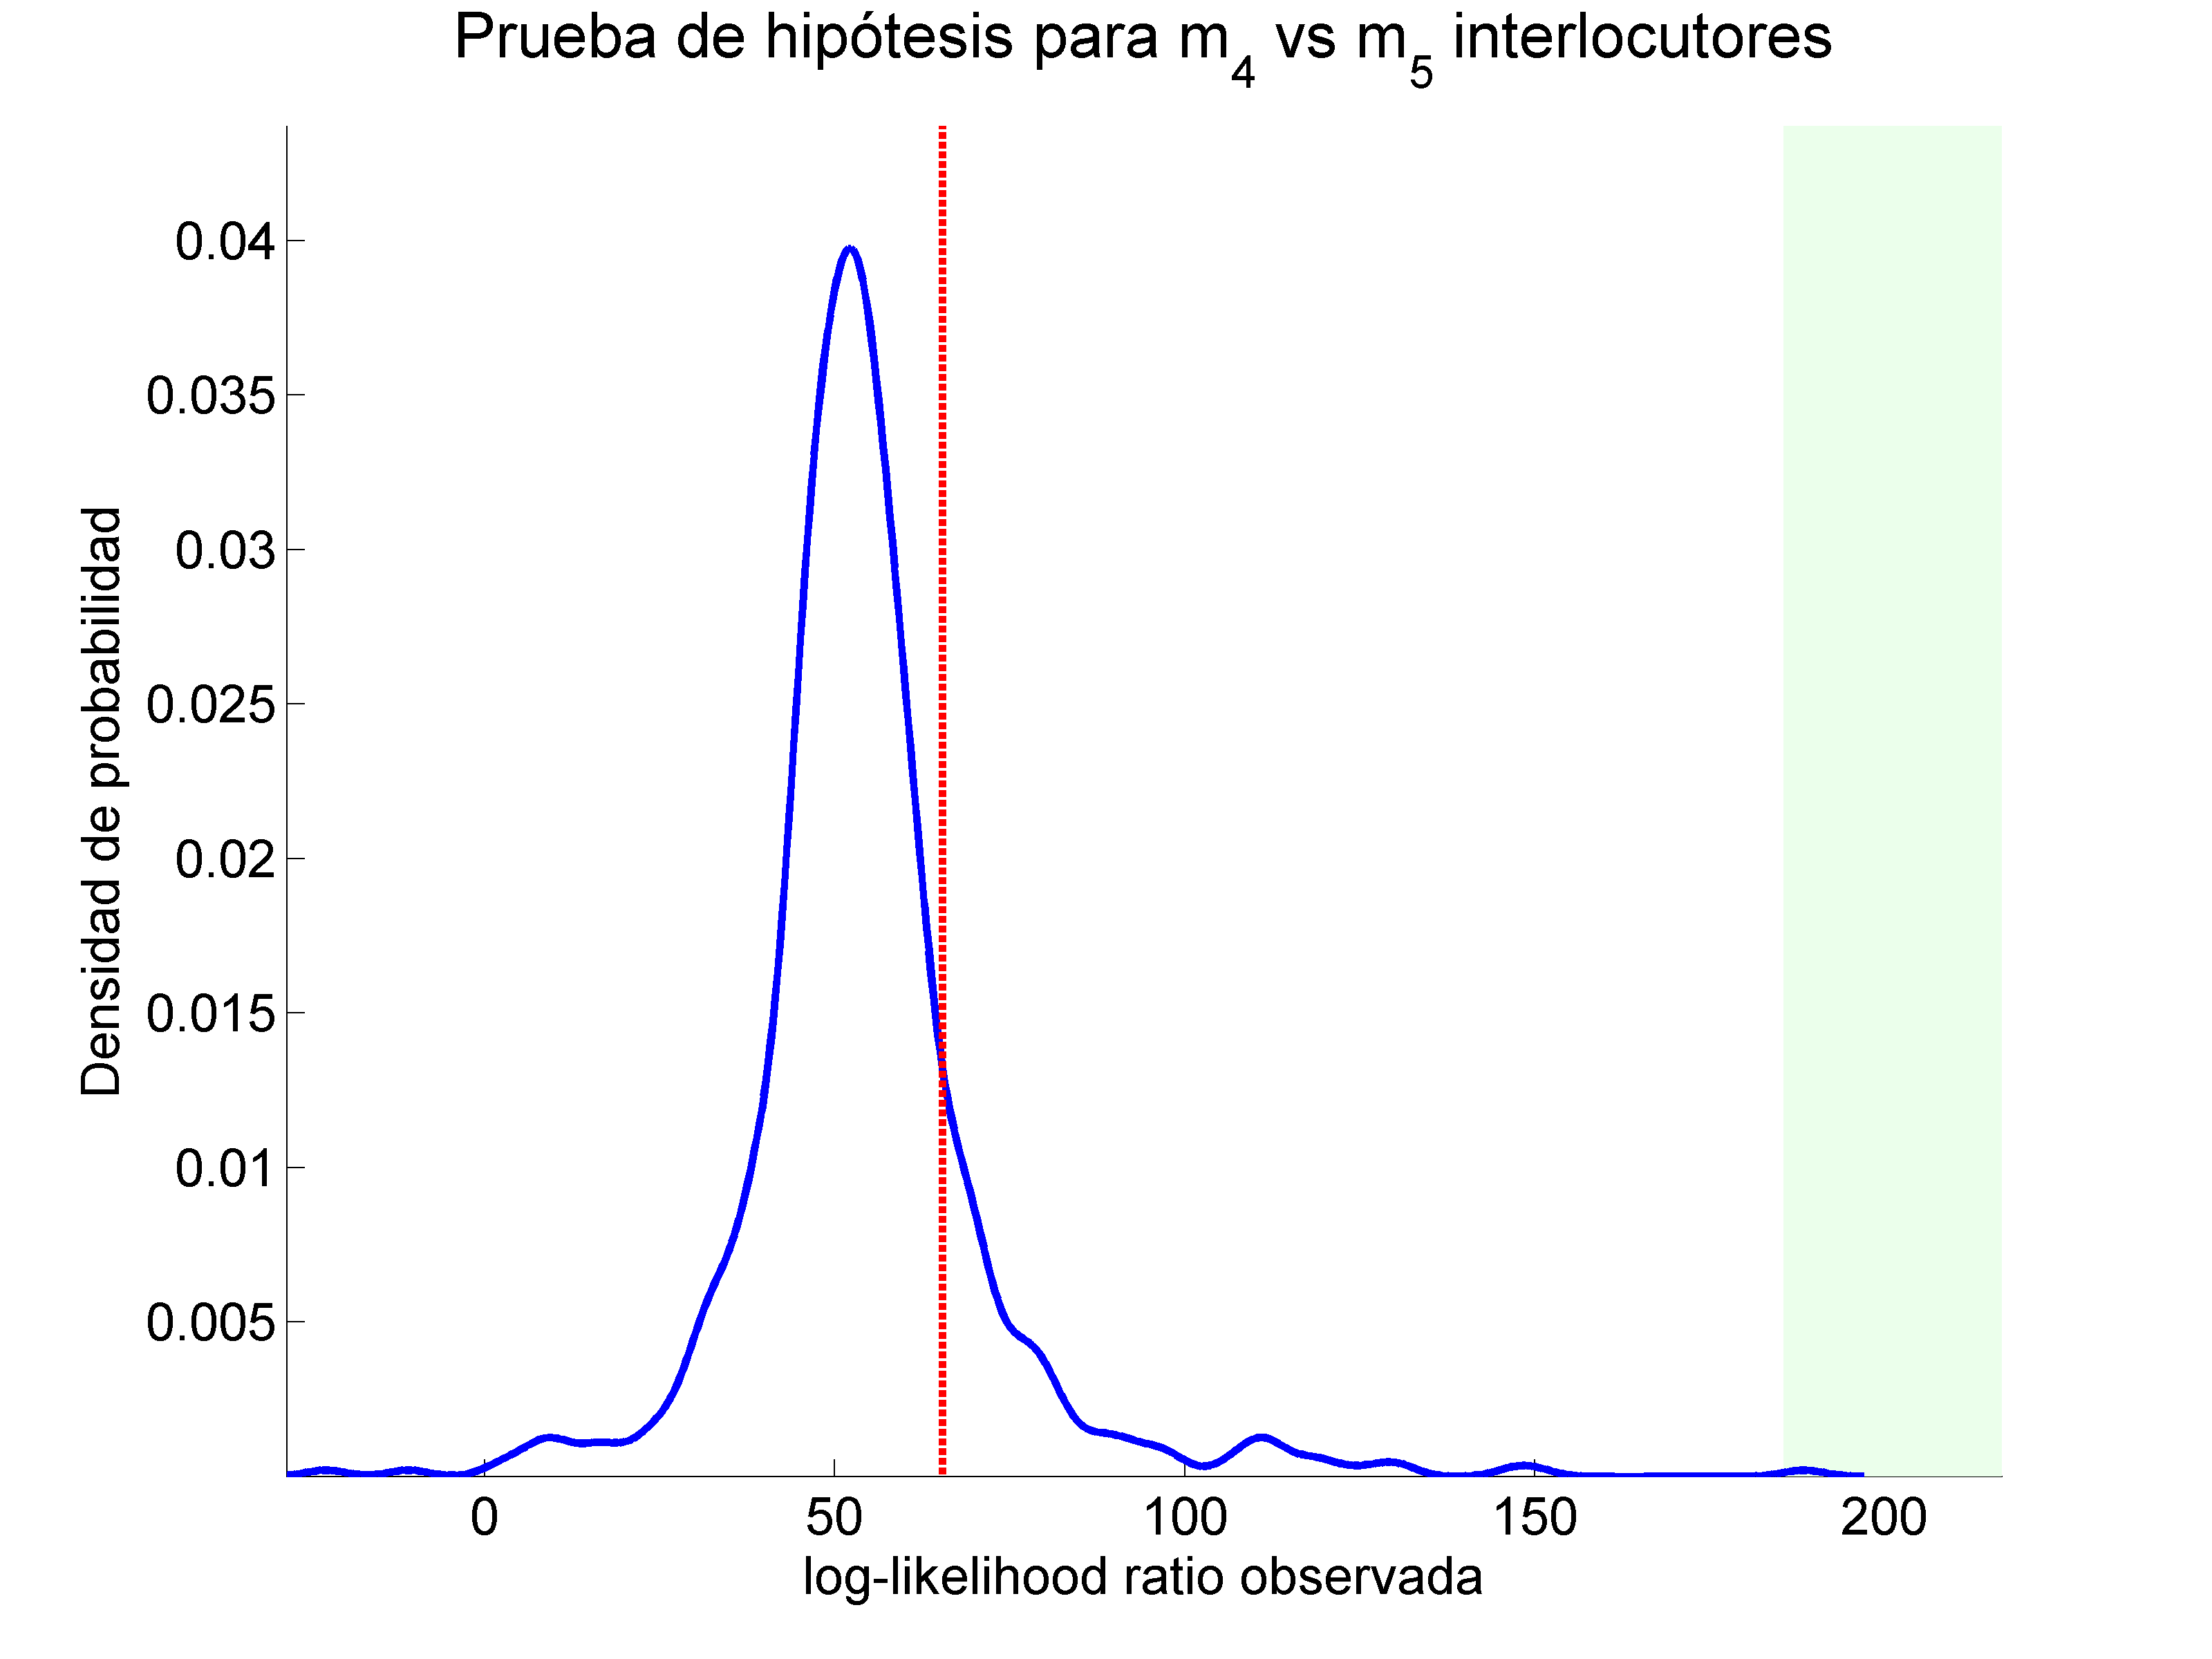 Prueba de hipótesis para m4 vs m5 interlocutores
0.04
0.035
0.03
0.025
0.02
0.015
0.01
0.005
Densidad de probabilidad
0 50 100 150 200
log-likelihood ratio observada